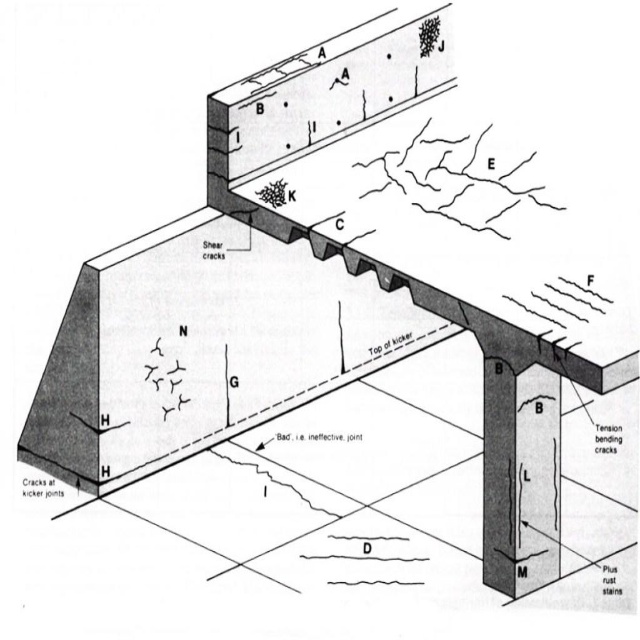 A
J
A
B
I
I
E
K
C
Shear
cracks
F
N
Top of kicker
B
G
B
H
'Bad', i.e. ineffective, joint
Tension
bending
cracks
H
Cracks at
kicker joints
L
I
D
M
Plus
rust
stains